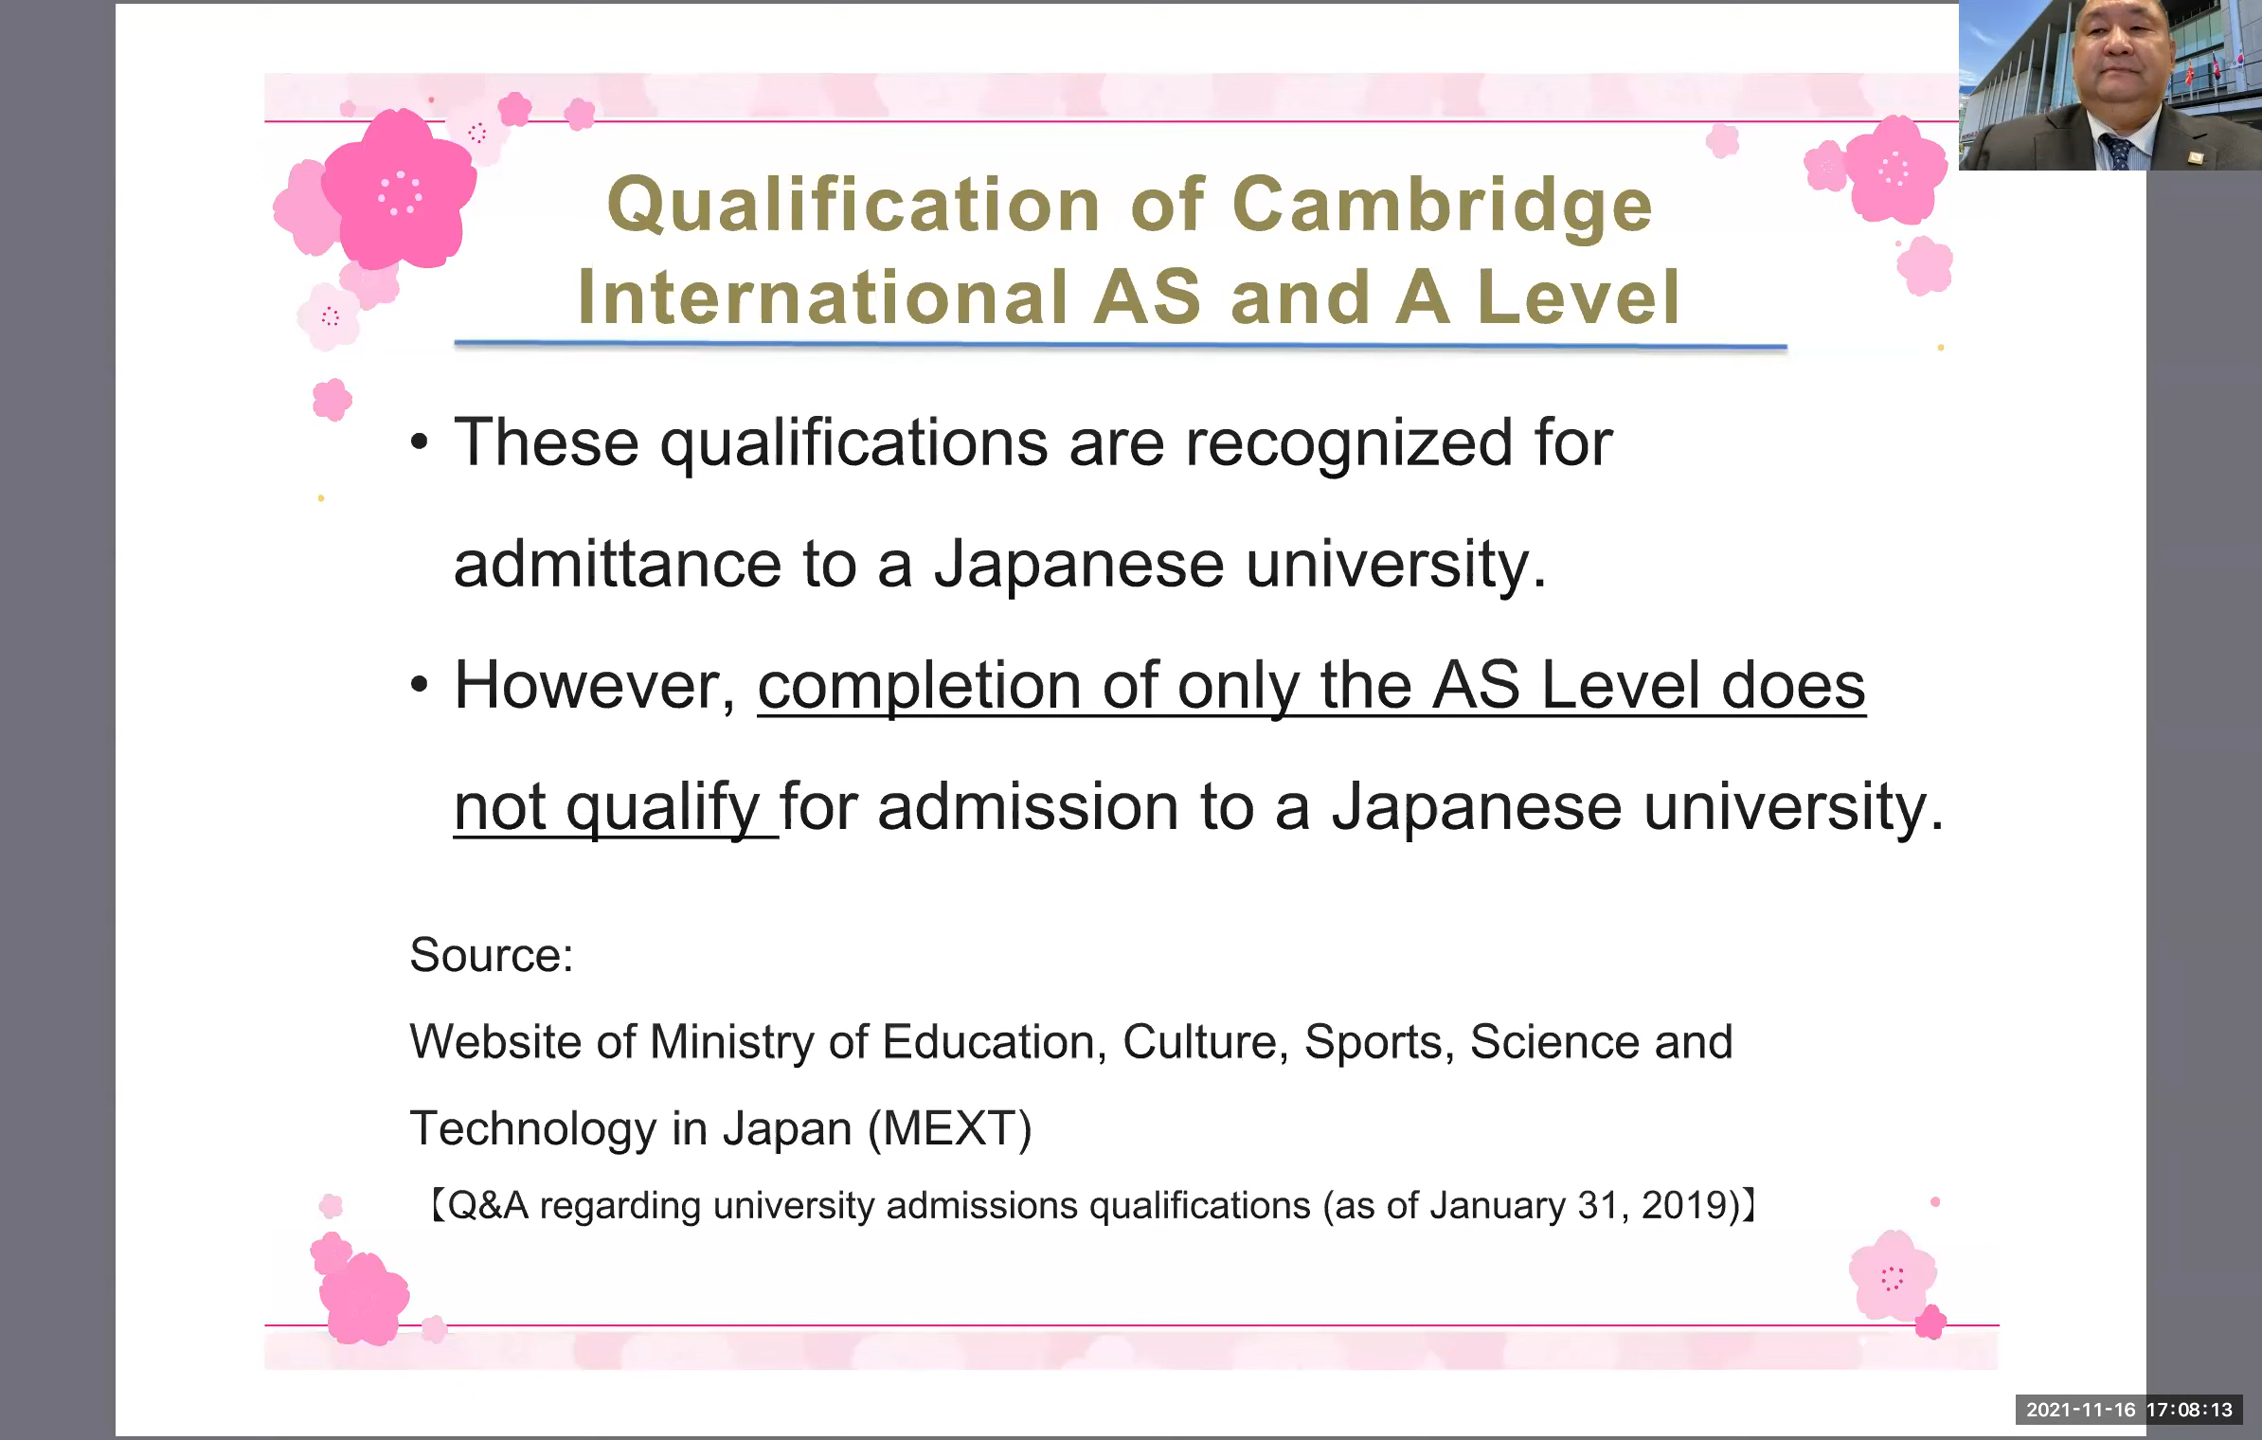 Qualification of Cambridge
International AS and A Level
• These qualifications are recognized for
admittance to a Japanese university.
• However, completion of only the AS Level does
not qualify for admission to a Japanese university.
Source:
Website of Ministry of Education, Culture, Sports, Science and
Technology in Japan (MEXT)
【Q&A regarding university admissions qualifications (as of January 31, 2019)】
2021-11-16 17:08:13